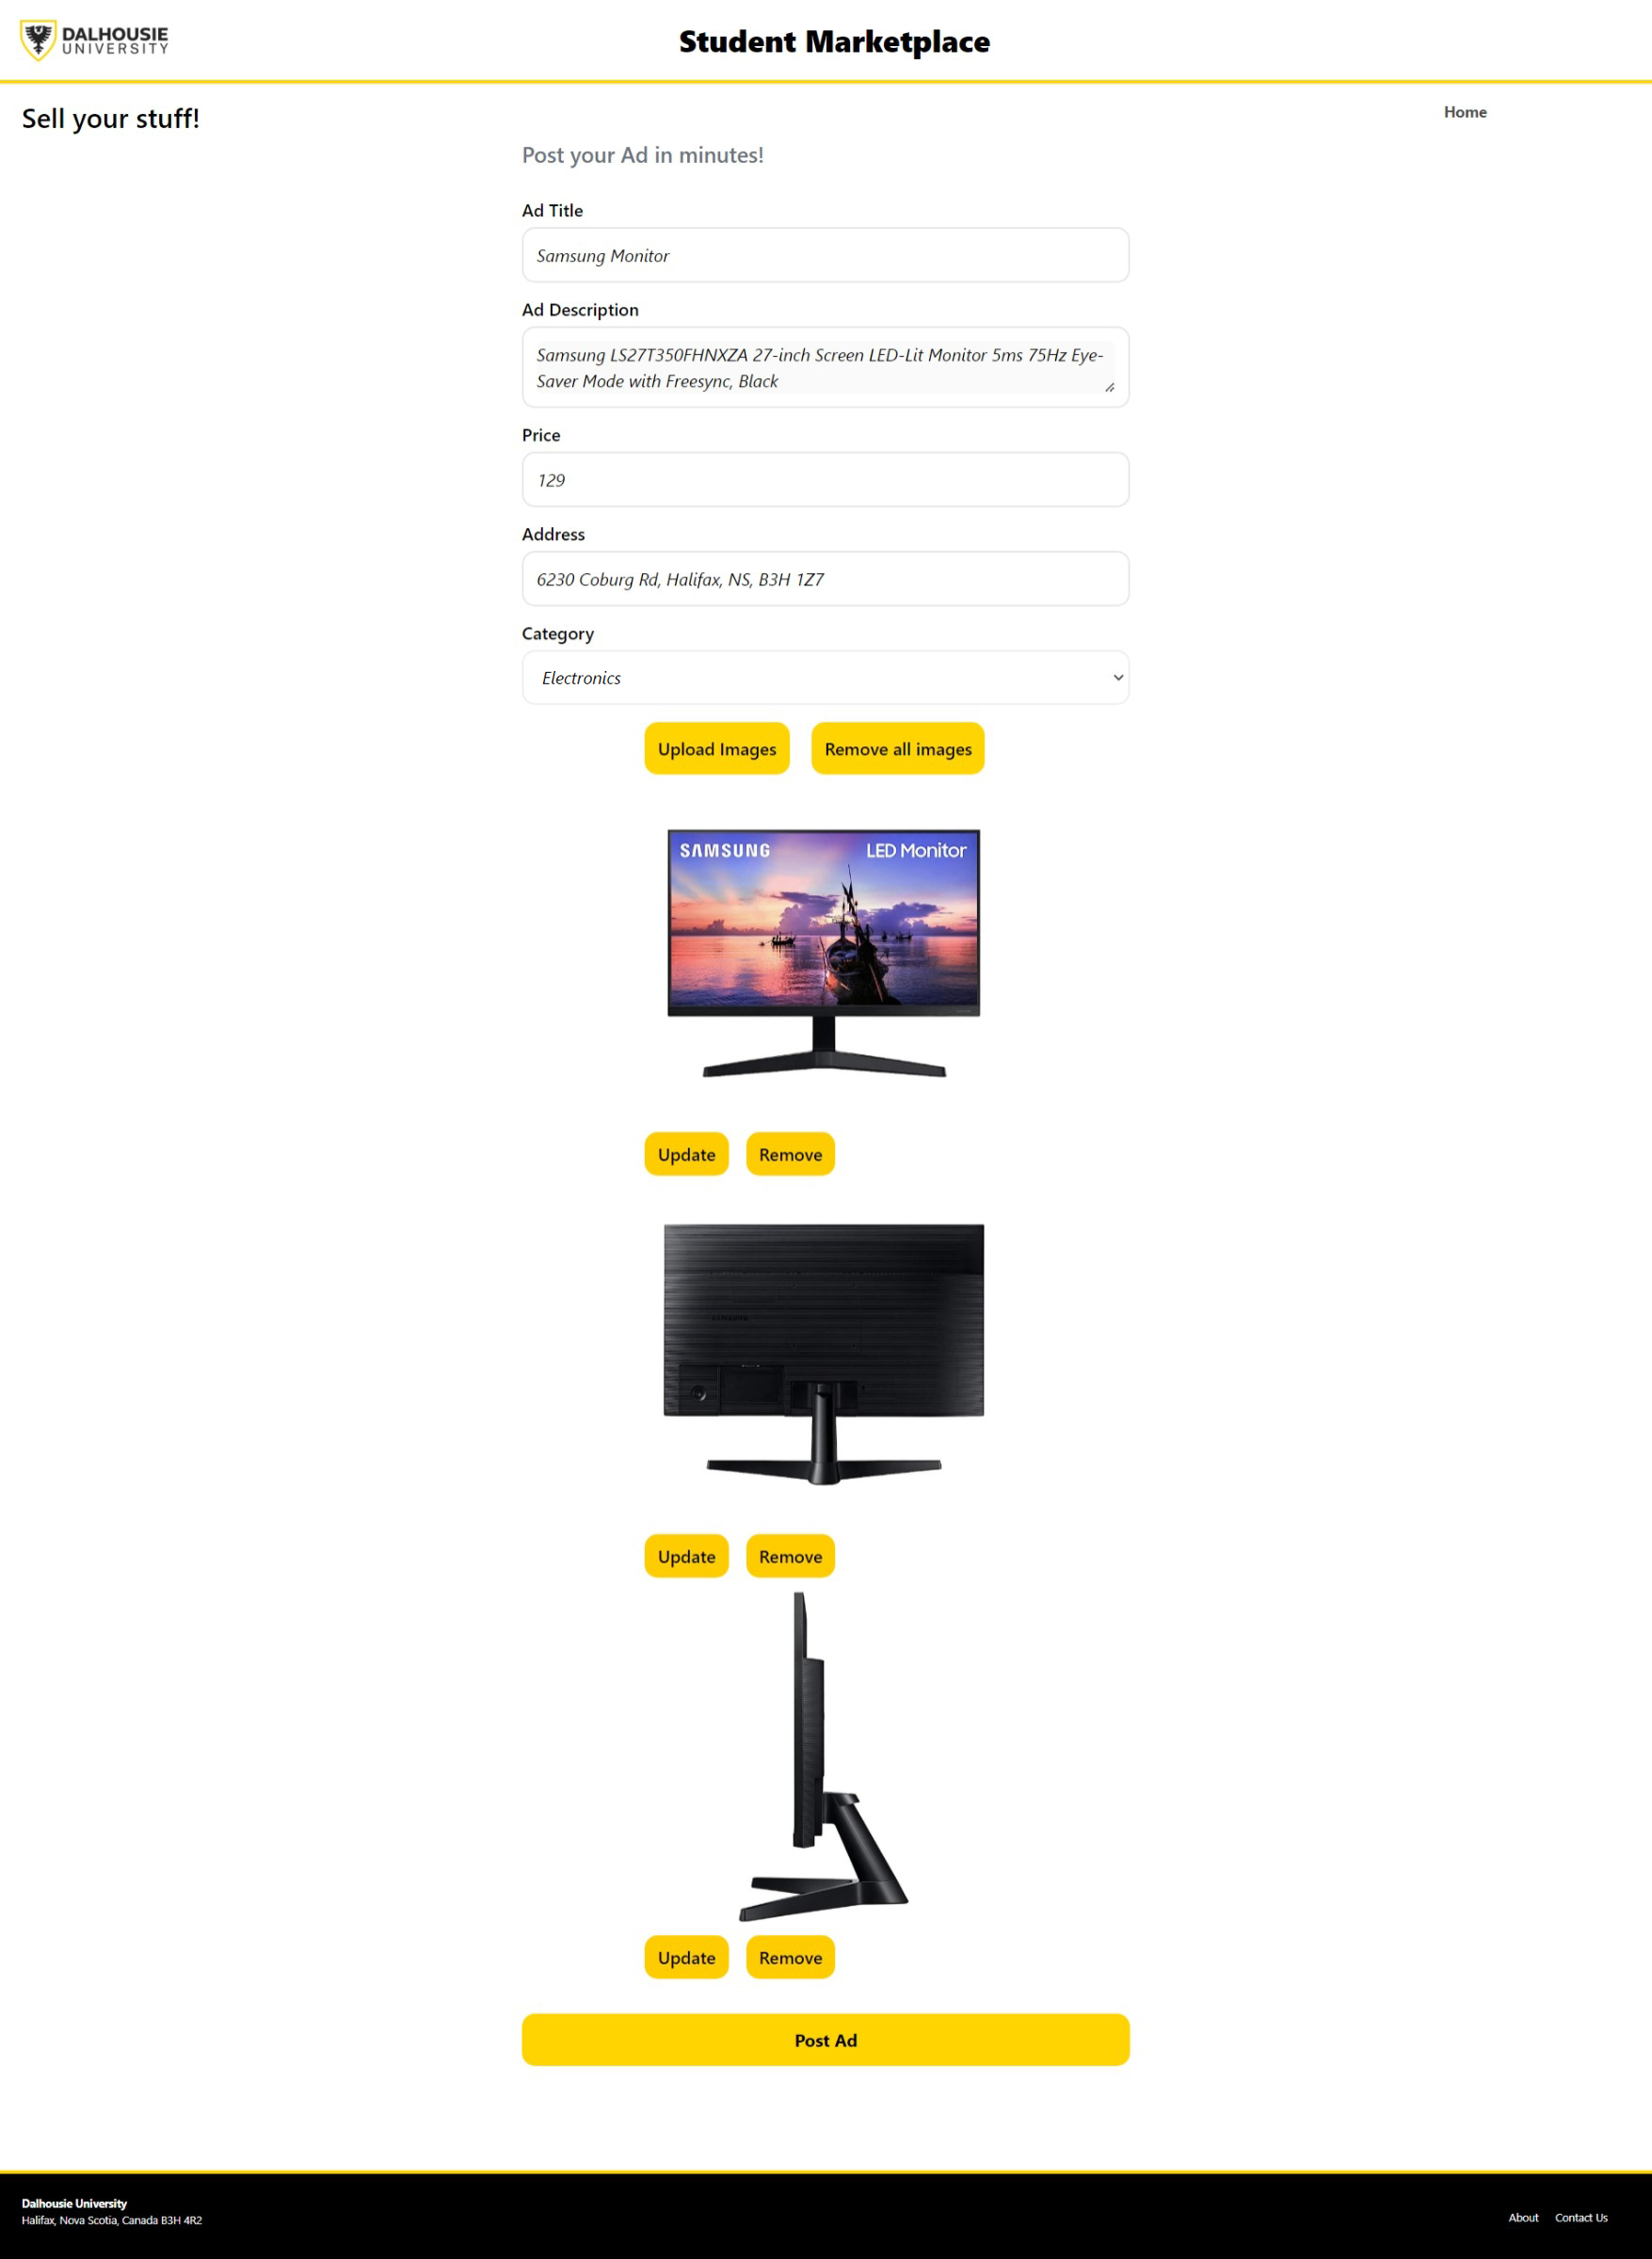 DALHOUSIE
UNIVERSITY
Student Marketplace
Sell your stuff!
Home
Post your Ad in minutes!
Ad Title
Samsung Monitor
Ad Description
Samsung LS27T350FHNXZA 27-inch Screen LED-Lit Monitor 5ms 75Hz Eye-
Saver Mode with Freesync, Black
Price
129
Address
6230 Coburg Rd, Halifax, NS, B3H 1Z7
Category
Electronics
Upload Images
Remove all images
SAMSUNG
LED Monitor
Update
Remove
SAMSUNG
Update
Remove
Update
Remove
Post Ad
Dalhousie University
Halifax, Nova Scotia, Canada B3H 4R2
About
Contact Us